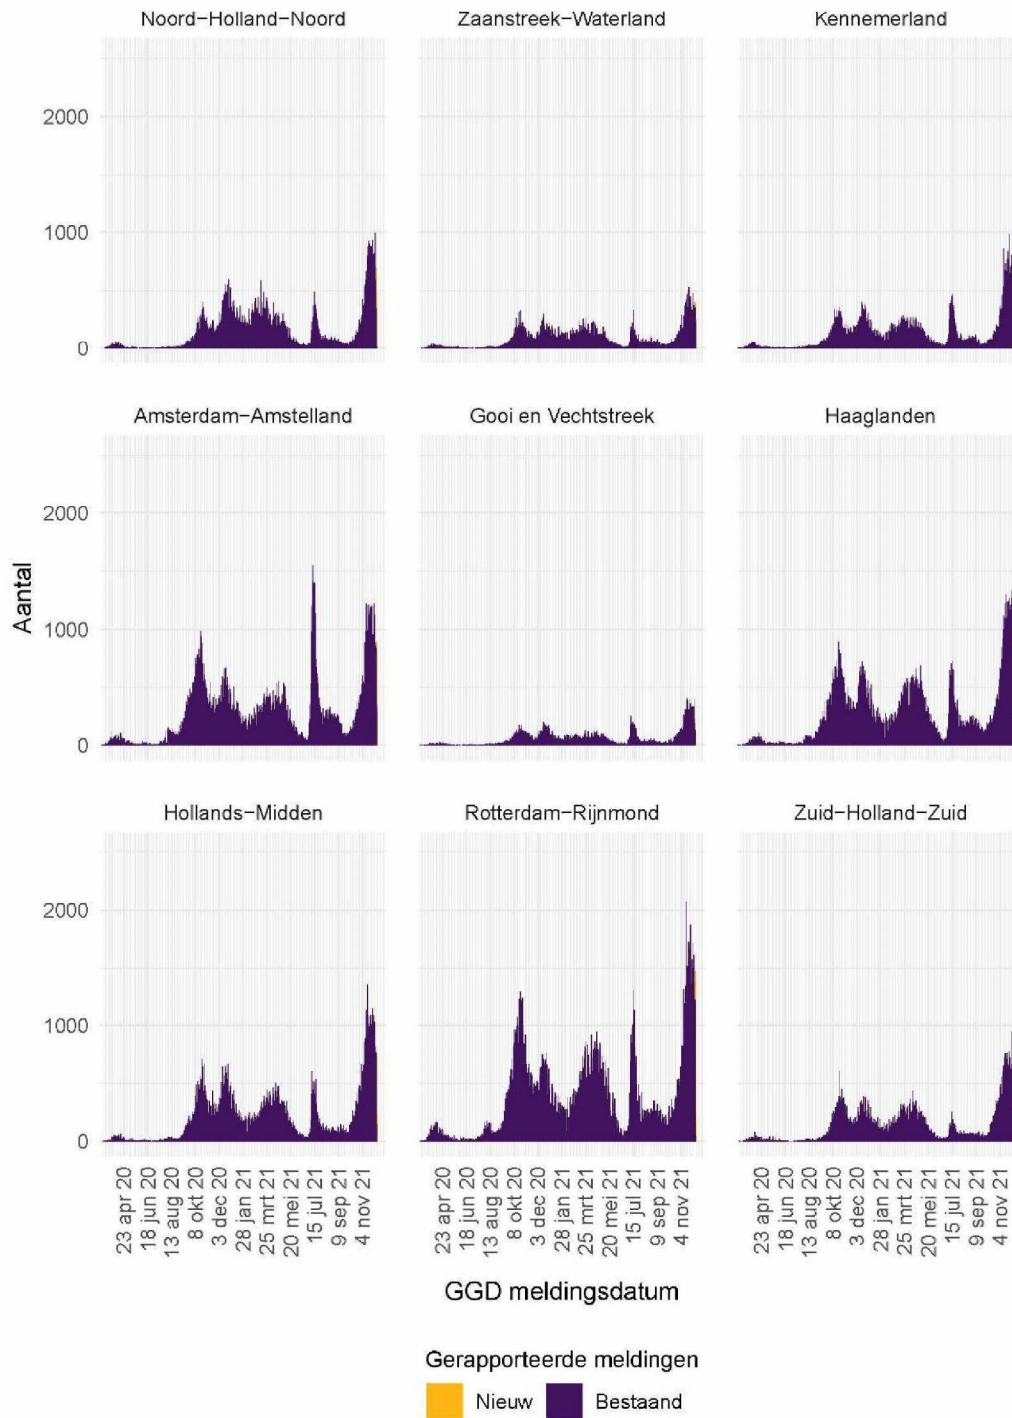 Noord-Holland-Noord
Zaanstreek-Waterland
Kennemerland
2000
1000
0
Amsterdam-Amstelland
Gooi en Vechtstreek
Haaglanden
2000
1000
0
Aantal
Hollands-Midden
Rotterdam-Rijnmond
Zuid-Holland-Zuid
2000
1000
0
23 apr 20
18 jun 20
13 aug 20
8 okt 20
3 dec 20
28 jan 21
25 mrt 21
20 mei 21
15 jul 21
9 sep 21
4 nov 21
23 apr 20
18 jun 20
13 aug 20
8 okt 20
3 dec 20
28 jan 21
25 mrt 21
20 mei 21
15 jul 21
9 sep 21
4 nov 21
23 apr 20
18 jun 20
13 aug 20
8 okt 20
3 dec 20
28 jan 21
25 mrt 21
20 mei 21
15 jul 21
9 sep 21
4 nov 21
GGD meldingsdatum
Gerapporteerde meldingen
Nieuw Bestaand